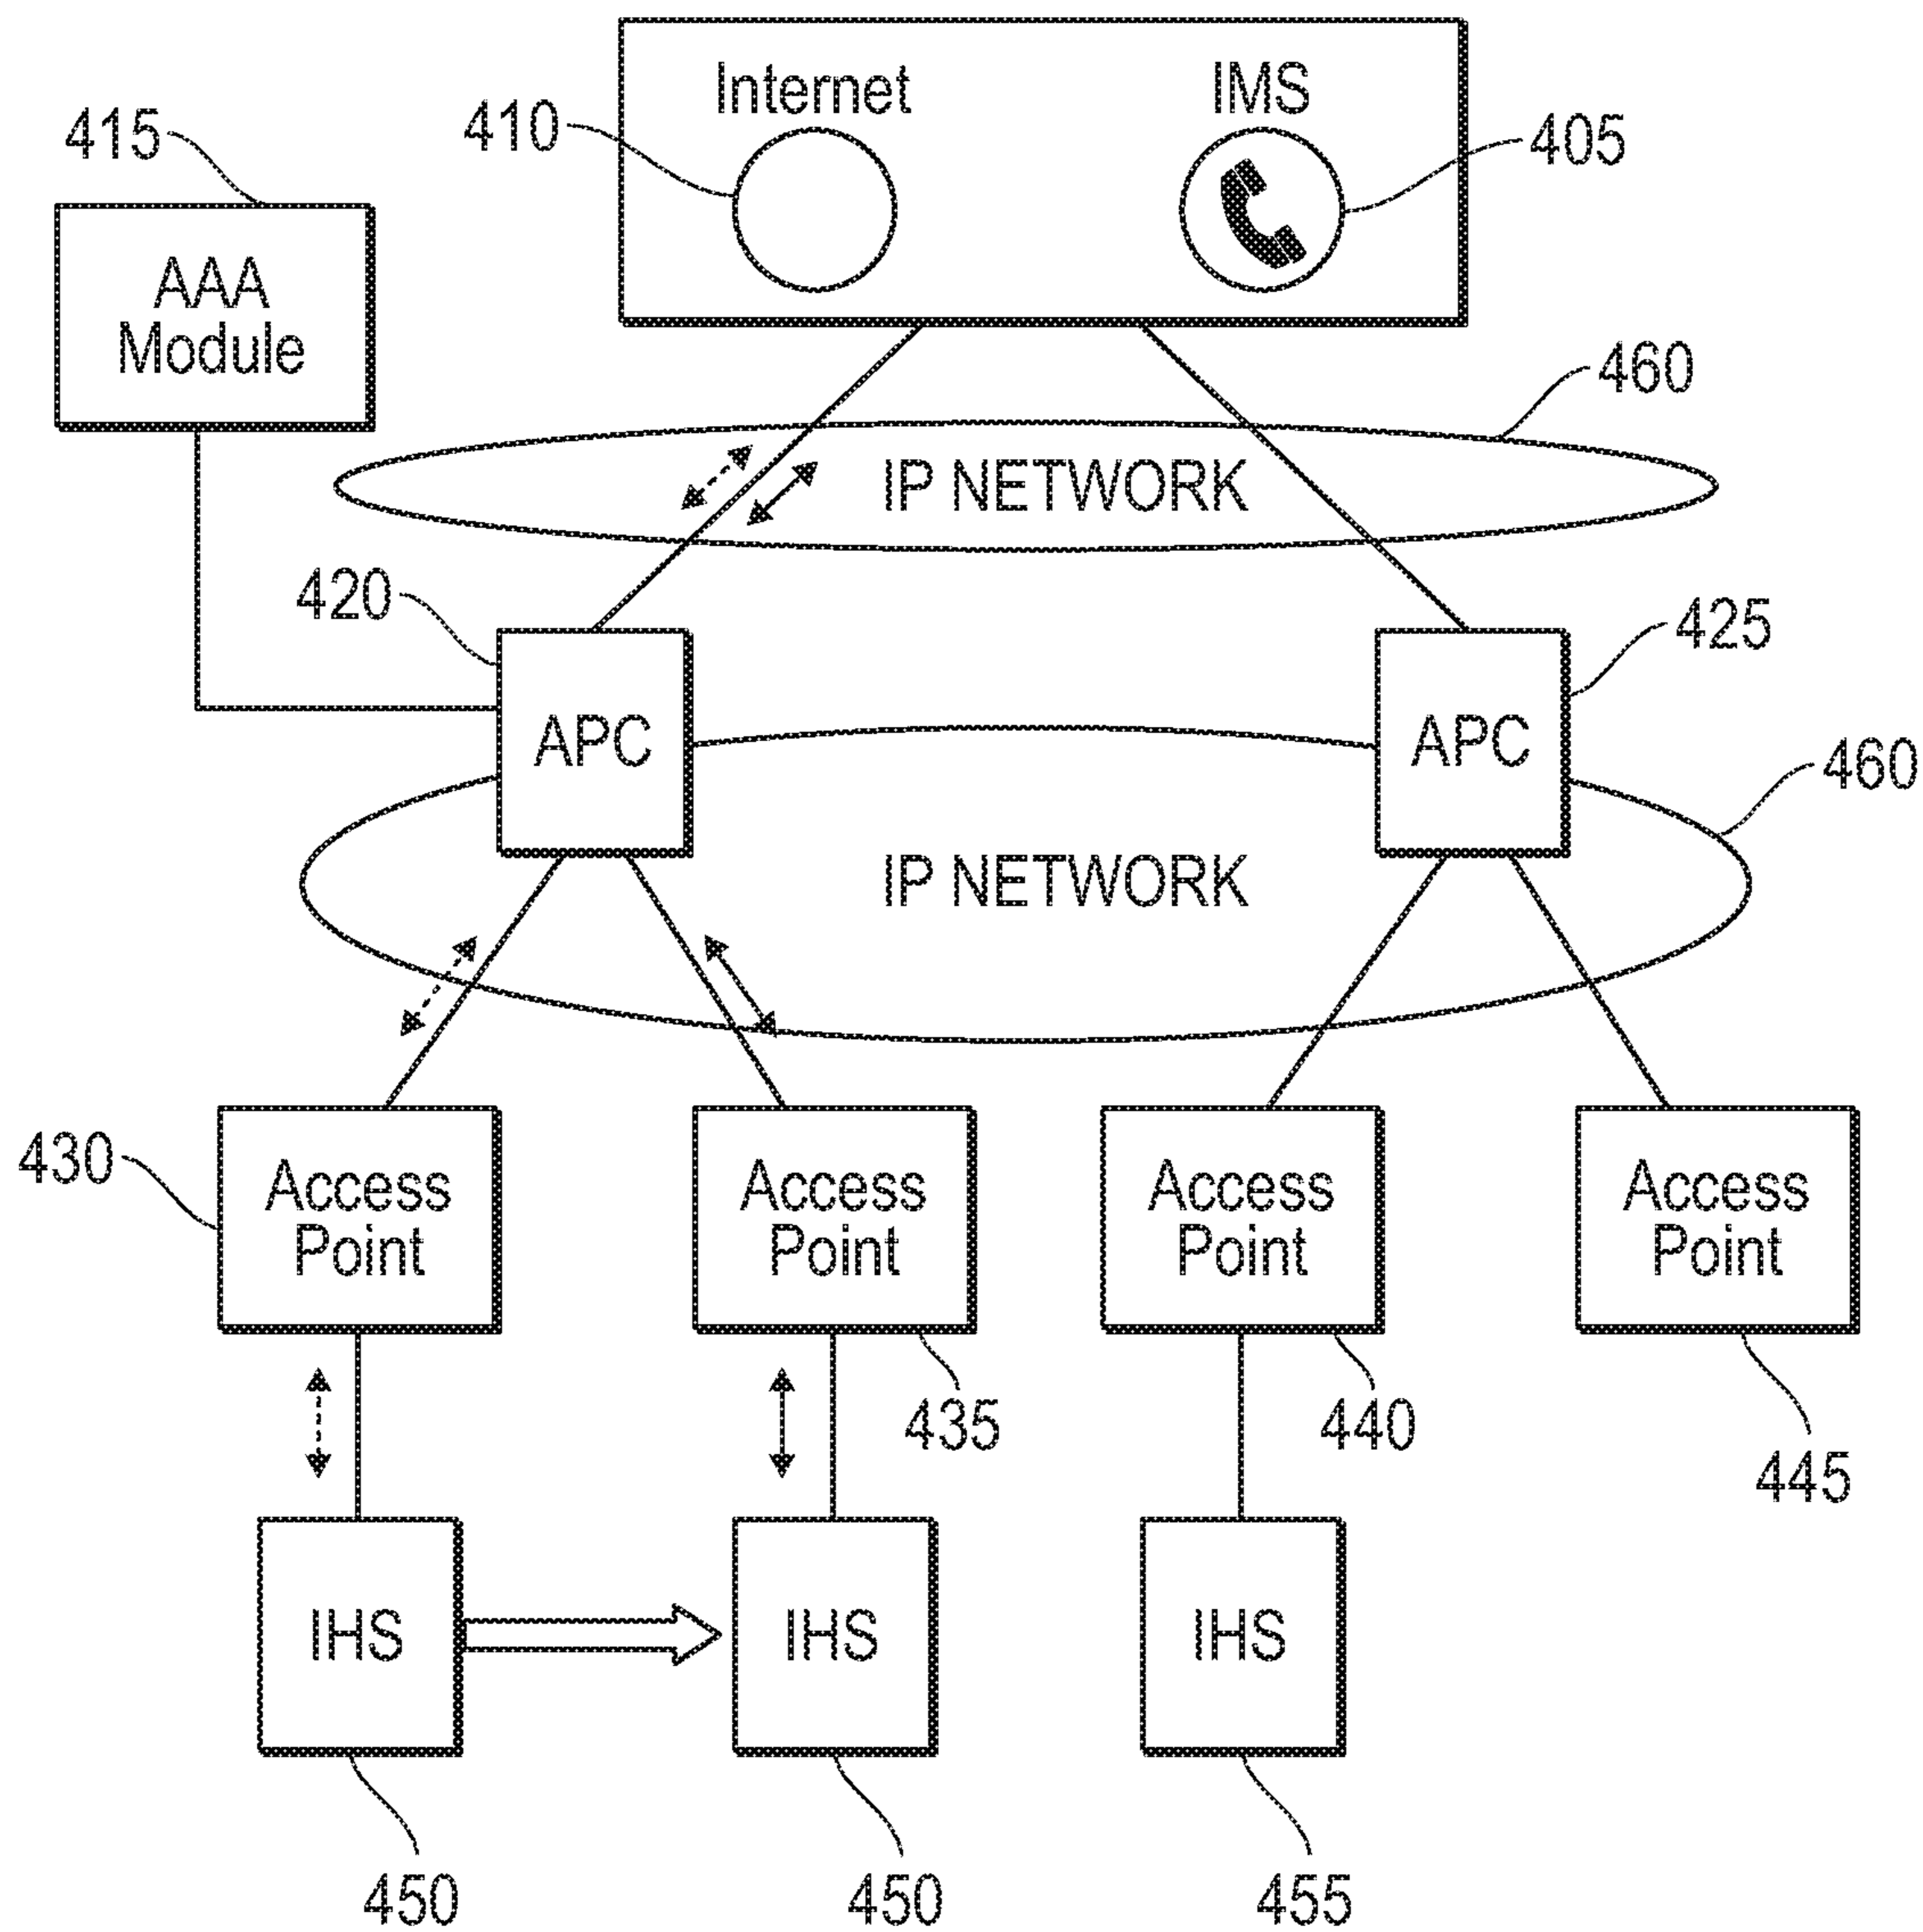 Internet
IMS
410
405
415
AAA
Module
460
IP NETWORK
420
425
APC
APC
460
IP NETWORK
430
Access
Point
Access
Point
Access
Point
Access
Point
435
440
445
IHS
IHS
IHS
450
450
455